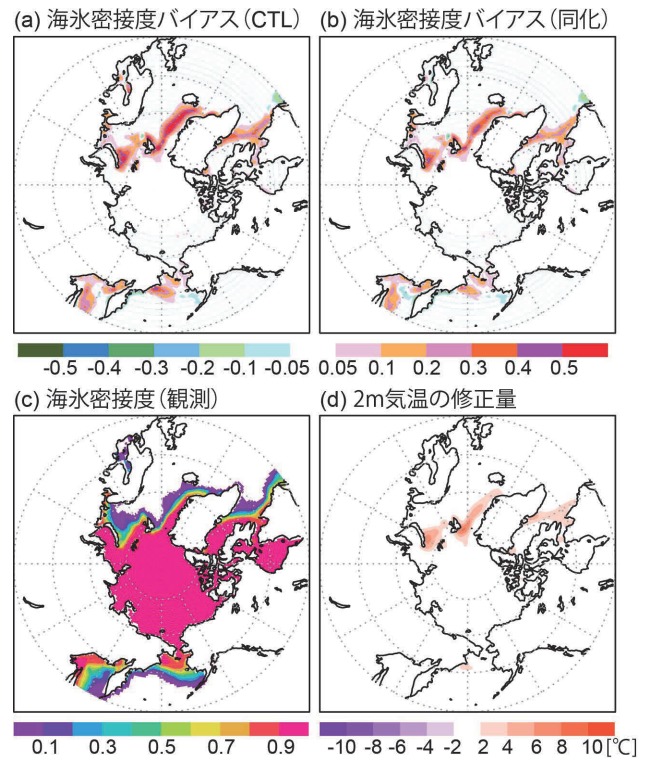 (a) 海氷密接度バイアス(CTL)
(b) 海氷密接度バイアス(同化)
-0.5 -0.4 -0.3 -0.2 -0.1 -0.05
0.05 0.1 0.2 0.3 0.4 0.5
(c) 海氷密接度(観測)
(d) 2m気温の修正量
0.1 0.3 0.5 0.7 0.9
-10 -8 -6 -4 -2 2 4 6 8 10[℃]